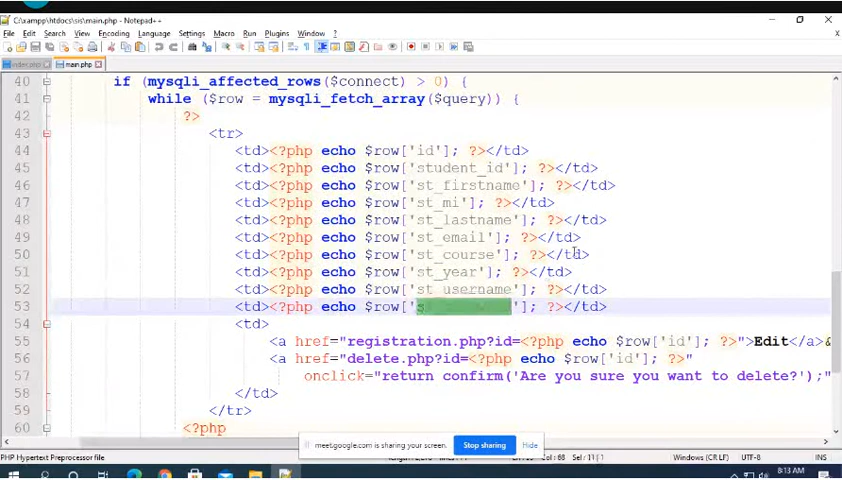 C:\xampp\htdocs\sis\main.php - Notepad++
File Edit Search View Encoding Language Settings Macro Run Plugins Window ?
X
index.php main.php
40 if (mysqli_affected_rows($connect) > 0) {
41 while ($row = mysqli_fetch_array($query)) {
42 ?>
43 <tr>
44 <td><?php echo $row['id']; ?></td>
45 <td><?php echo $row['student_id']; ?></td>
46 <td><?php echo $row['st_firstname']; ?></td>
47 <td><?php echo $row['st_mi']; ?></td>
48 <td><?php echo $row['st_lastname']; ?></td>
49 <td><?php echo $row['st_email']; ?></td>
50 <td><?php echo $row['st_course']; ?></td>
51 <td><?php echo $row['st_year']; ?></td>
52 <td><?php echo $row['st_username']; ?></td>
53 <td><?php echo $row['']; ?></td>
54 <td>
55 <a href="registration.php?id=<?php echo $row['id']; ?>">Edit</a>&
56 <a href="delete.php?id=<?php echo $row['id']; ?>"
57 onclick="return confirm('Are you sure you want to delete?');"
58 </td>
59 </tr>
60 <?php
meet.google.com is sharing your screen. Stop sharing Hide
PHP Hypertext Preprocessor file Col : 68 Sel : 11 | 1 Windows (CR LF) UTF-8 INS
8:13 AM